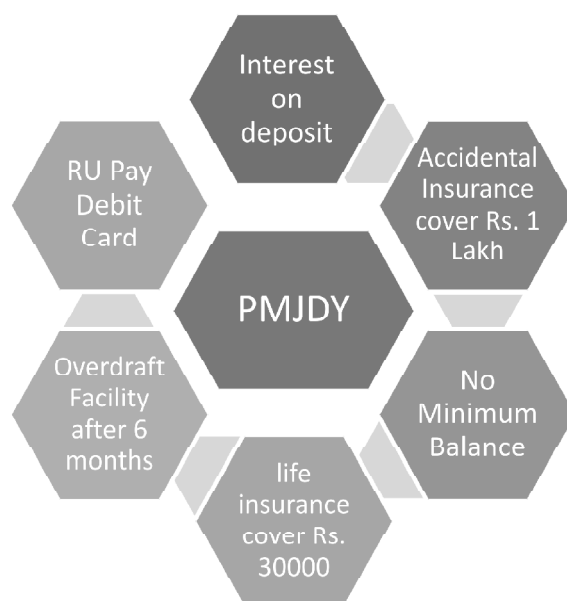 Interest
on
deposit
Accidental
Insurance
cover Rs. 1
Lakh
No
Minimum
Balance
life
insurance
cover Rs.
30000
Overdraft
Facility
after 6
months
RU Pay
Debit
Card
PMJDY